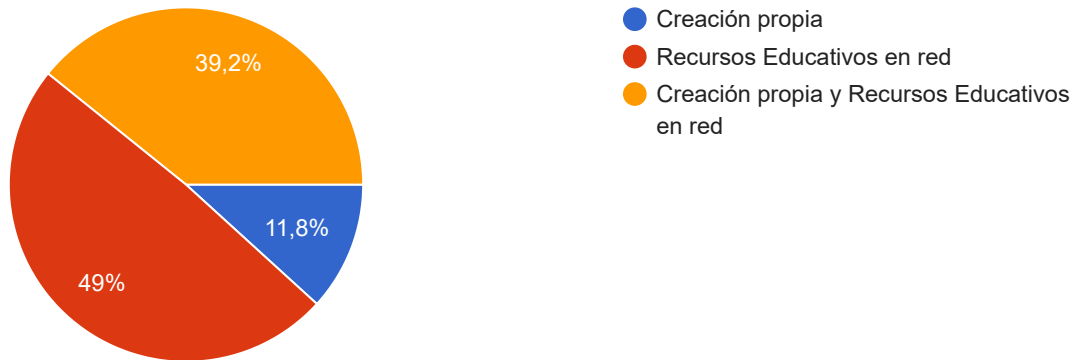 39,2%
11,8%
49%
Creación propia
Recursos Educativos en red
Creación propia y Recursos Educativos
en red